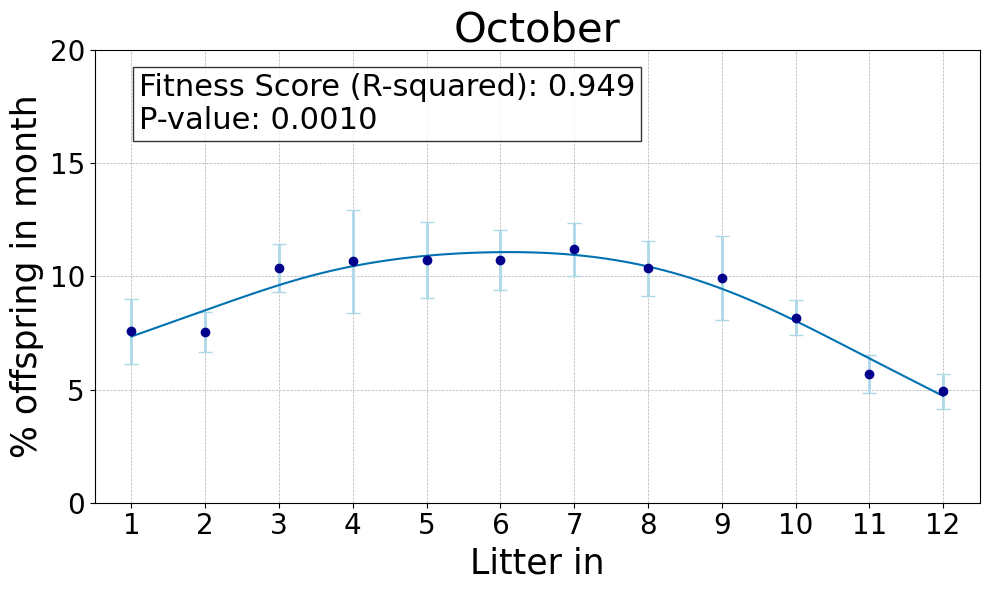 October
Fitness Score (R-squared): 0.949
P-value: 0.0010
% offspring in month
20
15
10
5
0
1 2 3 4 5 6 7 8 9 10 11 12
Litter in